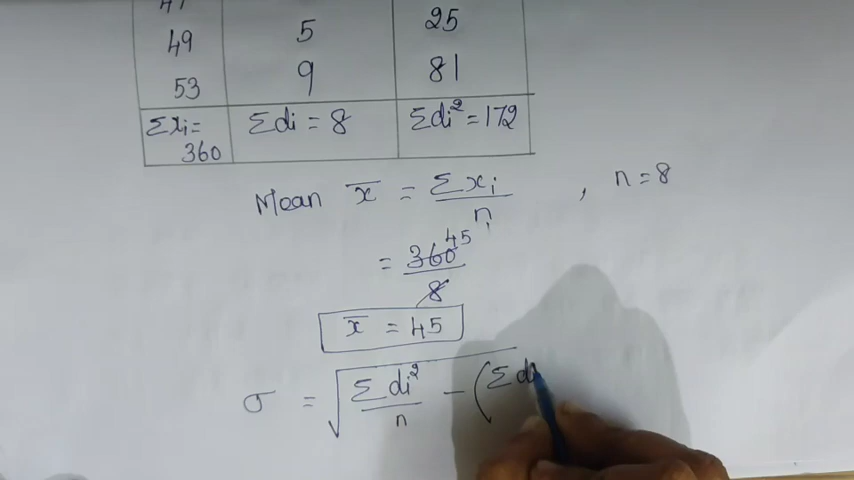 47
49 5 25
53 9 81
Σxi= Σdi = 8 Σdi²=172
360
Mean x̄ = Σxi/n , n=8
= 360/8 45
x̄ = 45
σ = √Σdi²/n - (Σdi